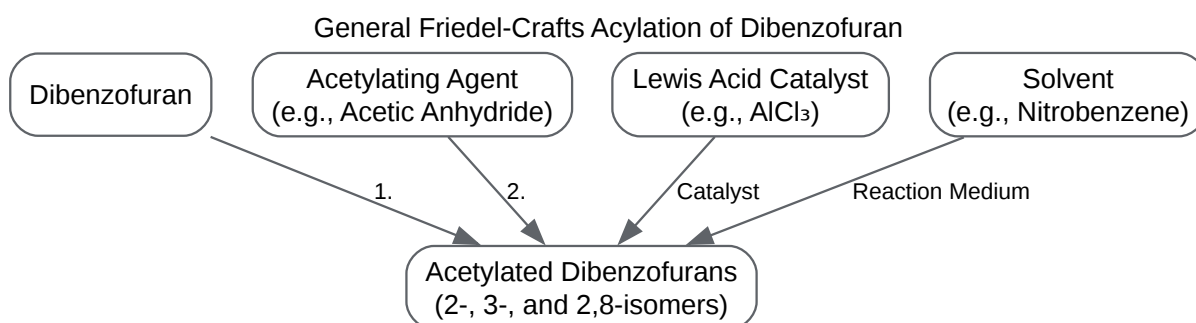 General Friedel-Crafts Acylation of Dibenzofuran
Dibenzofuran
Acetylating Agent
(e.g., Acetic Anhydride)
Lewis Acid Catalyst
(e.g., AlCl₃)
Solvent
(e.g., Nitrobenzene)
1.
2.
Catalyst
Reaction Medium
Acetylated Dibenzofurans
(2-, 3-, and 2,8-isomers)